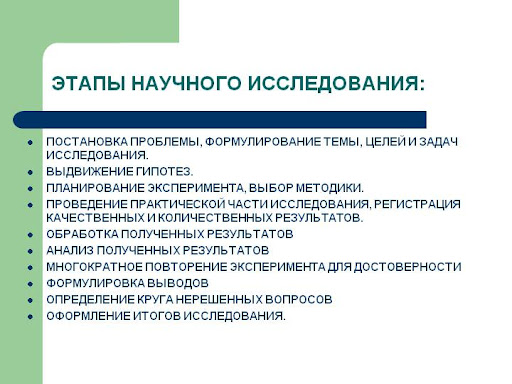 ЭТАПЫ НАУЧНОГО ИССЛЕДОВАНИЯ:
ПОСТАНОВКА ПРОБЛЕМЫ, ФОРМУЛИРОВАНИЕ ТЕМЫ, ЦЕЛЕЙ И ЗАДАЧ
ИССЛЕДОВАНИЯ.
ВЫДВИЖЕНИЕ ГИПОТЕЗ.
ПЛАНИРОВАНИЕ ЭКСПЕРИМЕНТА, ВЫБОР МЕТОДИКИ.
ПРОВЕДЕНИЕ ПРАКТИЧЕСКОЙ ЧАСТИ ИССЛЕДОВАНИЯ, РЕГИСТРАЦИЯ
КАЧЕСТВЕННЫХ И КОЛИЧЕСТВЕННЫХ РЕЗУЛЬТАТОВ.
ОБРАБОТКА ПОЛУЧЕННЫХ РЕЗУЛЬТАТОВ
АНАЛИЗ ПОЛУЧЕННЫХ РЕЗУЛЬТАТОВ
МНОГОКРАТНОЕ ПОВТОРЕНИЕ ЭКСПЕРИМЕНТА ДЛЯ ДОСТОВЕРНОСТИ
ФОРМУЛИРОВКА ВЫВОДОВ
ОПРЕДЕЛЕНИЕ КРУГА НЕРЕШЕННЫХ ВОПРОСОВ
ОФОРМЛЕНИЕ ИТОГОВ ИССЛЕДОВАНИЯ.